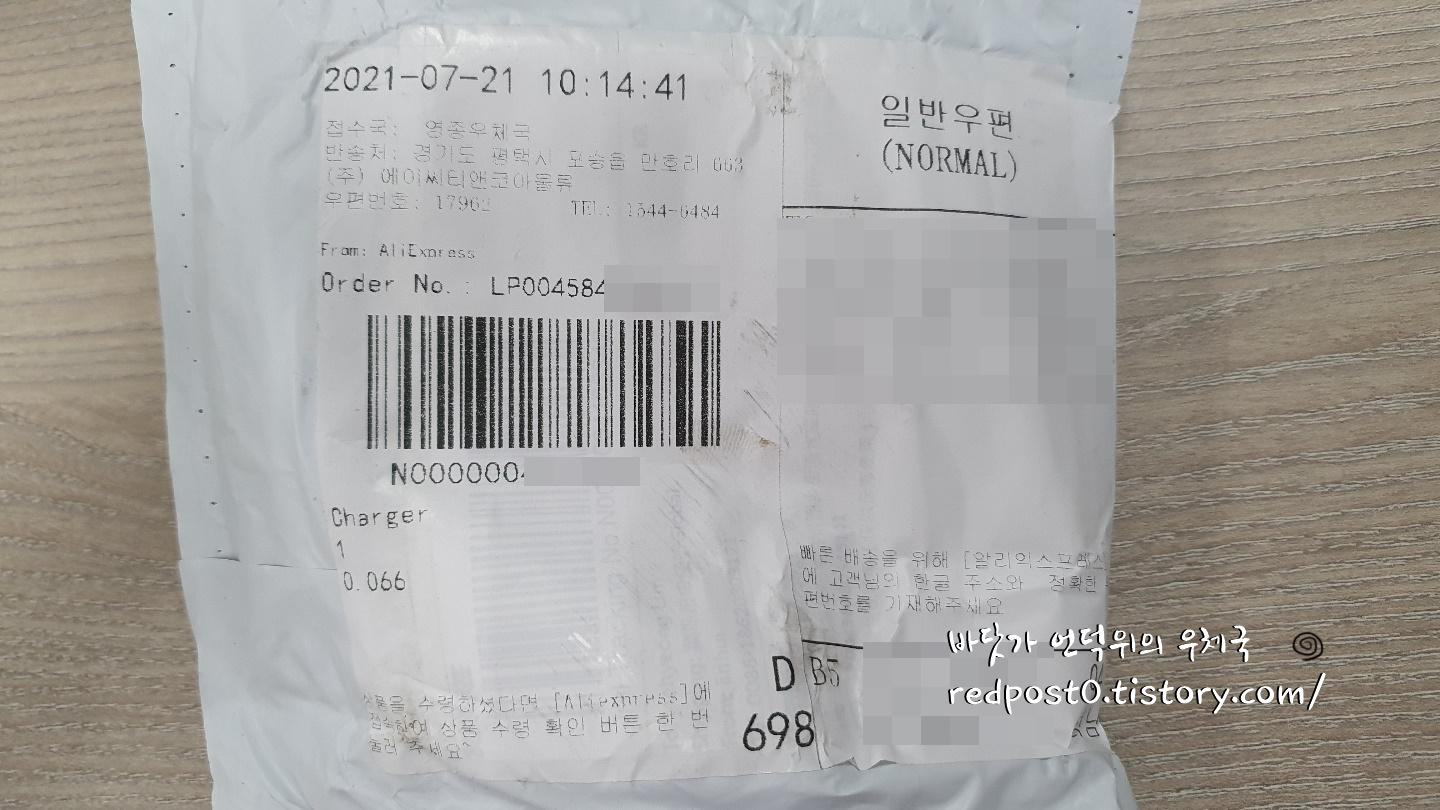 2021-07-21 10:14:41
접수국: 영종우체국
반송처: 경기도 평택시 포승읍 만호리 663
(주) 에이씨티앤코아물류
우편번호: 17962 TEL: 1544-6484
From: AliExpress
Order No.: LP004584
N000000
Charger
1
0.066
상품을 수령하셨다면 [AliExpress]에
접속하여 상품 수령 확인 버튼 한 번
눌러 주세요^
일반우편
(NORMAL)
빠른 배송을 위해 [알리익스프레스
에 고객님의 한글 주소와 정확한
편번호를 기재해주세요
D B5
698
바닷가 언덕위의 우체국
redpost0.tistory.com/